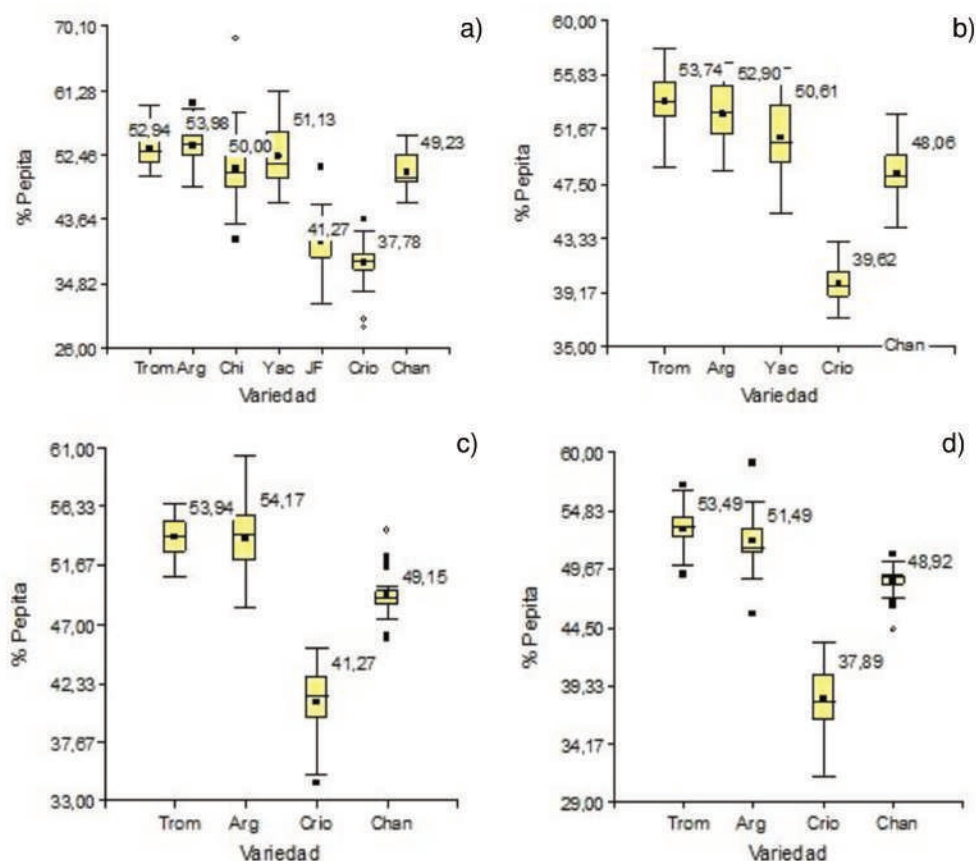 a)
% Pepita
70,10
61,28
52,46
43,64
34,82
26,00
52,94
53,98
50,00
51,13
41,27
37,78
49,23
Trom Arg Chi Yac JF Crio Chan
Variedad
b)
% Pepita
60,00
55,83
51,67
47,50
43,33
39,17
35,00
53,74
52,90
50,61
39,62
48,06
Trom Arg Yac Crio Chan
Variedad
c)
% Pepita
61,00
56,33
51,67
47,00
42,33
37,67
33,00
53,94
54,17
41,27
49,15
Trom Arg Crio Chan
Variedad
d)
% Pepita
60,00
54,83
49,67
44,50
39,33
34,17
29,00
53,49
51,49
37,89
48,92
Trom Arg Crio Chan
Variedad